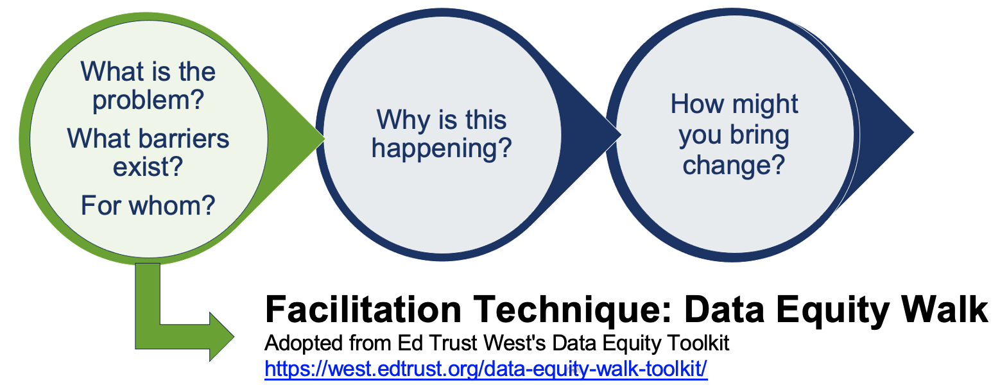 What is the
problem?
What barriers
exist?
For whom?
Why is this
happening?
How might
you bring
change?
Facilitation Technique: Data Equity Walk
Adopted from Ed Trust West's Data Equity Toolkit
https://west.edtrust.org/data-equity-walk-toolkit/